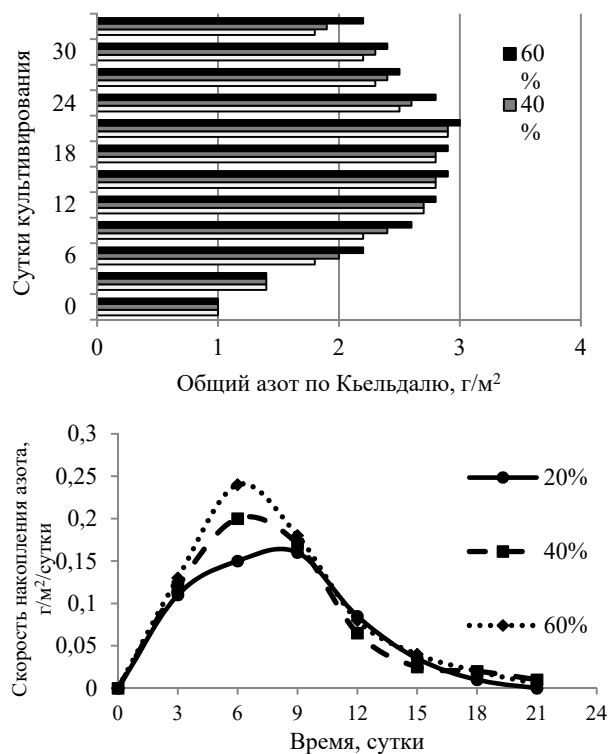 Сутки культивирования
30
24
18
12
6
0
60
%
40
%
0 1 2 3 4
Общий азот по Кьельдалю, г/м²
Скорость накопления азота,
г/м²/сутки
0,3
0,25
0,2
0,15
0,1
0,05
0
20%
40%
60%
0 3 6 9 12 15 18 21 24
Время, сутки